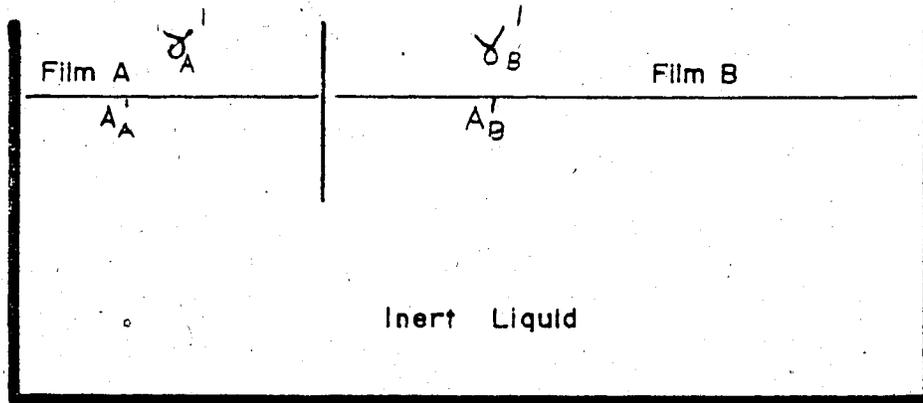 γ'A γ'B
Film A Film B
A'A A'B
Inert Liquid